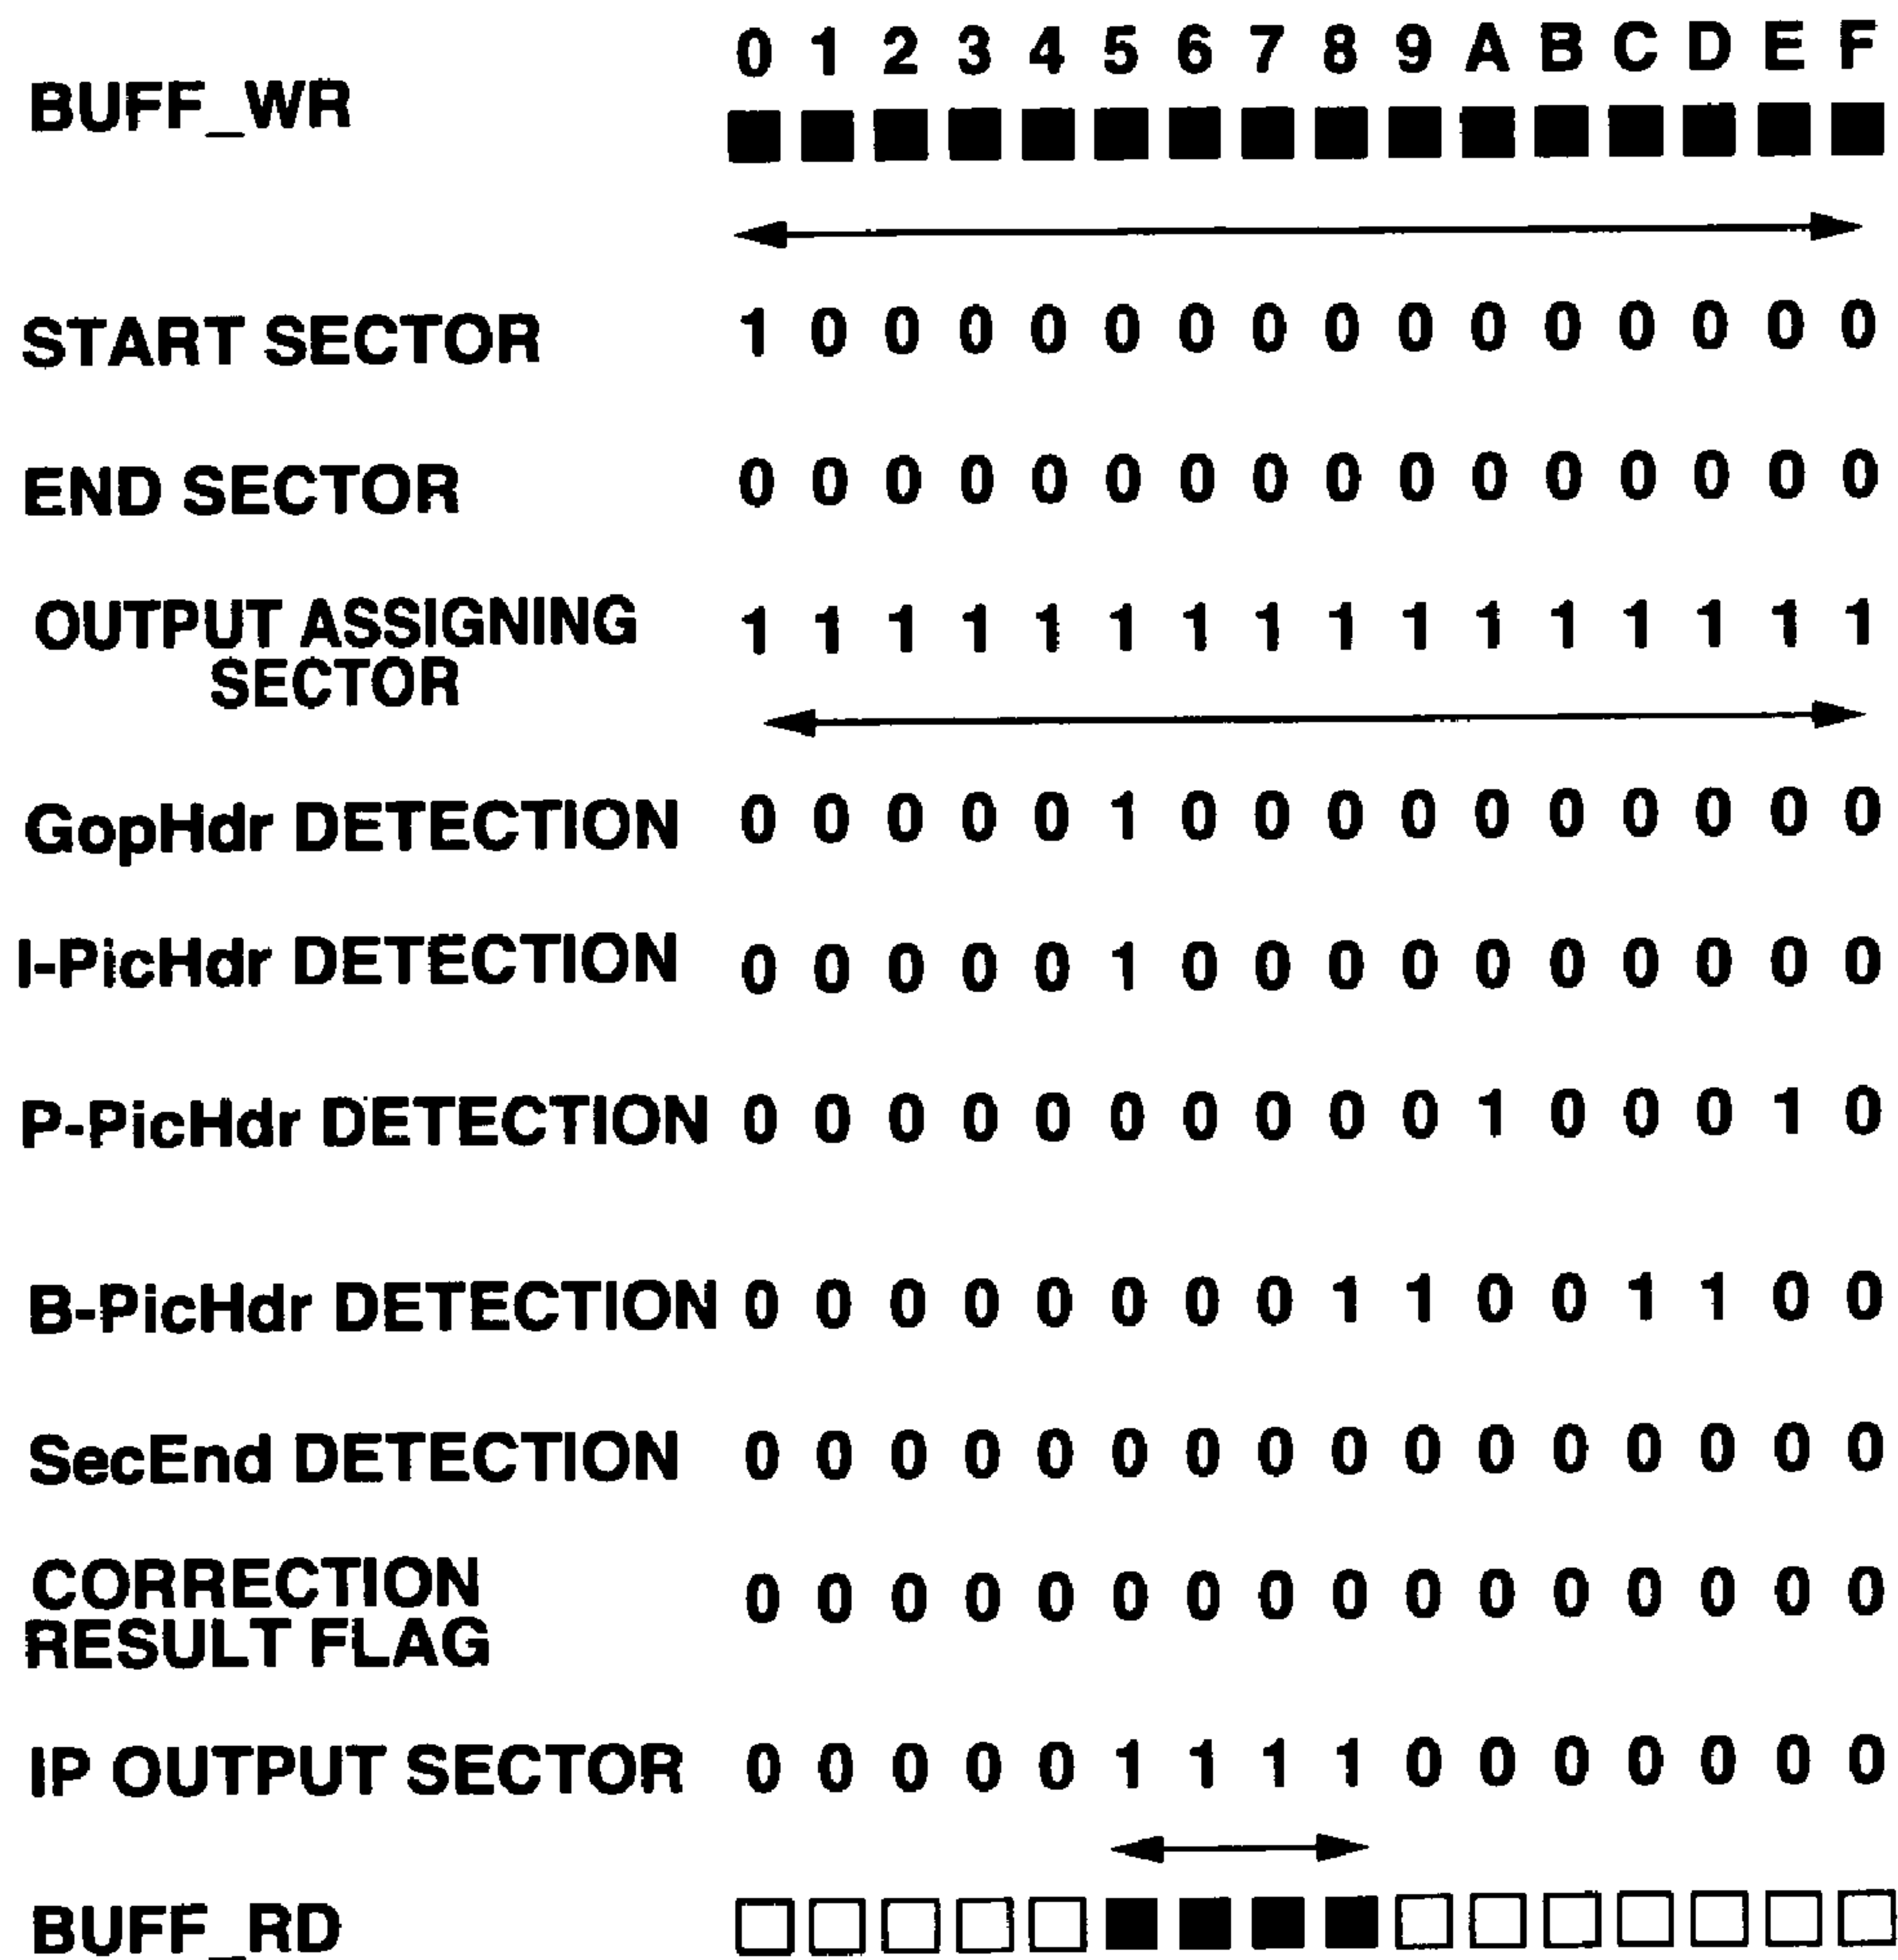 0 1 2 3 4 5 6 7 8 9 A B C D E F
BUFF_WR
START SECTOR 1 0 0 0 0 0 0 0 0 0 0 0 0 0 0 0
END SECTOR 0 0 0 0 0 0 0 0 0 0 0 0 0 0 0 0
OUTPUT ASSIGNING 1 1 1 1 1 1 1 1 1 1 1 1 1 1 1 1
SECTOR
GopHdr DETECTION 0 0 0 0 0 1 0 0 0 0 0 0 0 0 0 0
I-PicHdr DETECTION 0 0 0 0 0 1 0 0 0 0 0 0 0 0 0 0
P-PicHdr DETECTION 0 0 0 0 0 0 0 0 0 0 1 0 0 0 1 0
B-PicHdr DETECTION 0 0 0 0 0 0 0 0 1 1 0 0 1 1 0 0
SecEnd DETECTION 0 0 0 0 0 0 0 0 0 0 0 0 0 0 0 0
CORRECTION 0 0 0 0 0 0 0 0 0 0 0 0 0 0 0 0
RESULT FLAG
IP OUTPUT SECTOR 0 0 0 0 0 1 1 1 1 0 0 0 0 0 0 0
BUFF_RD